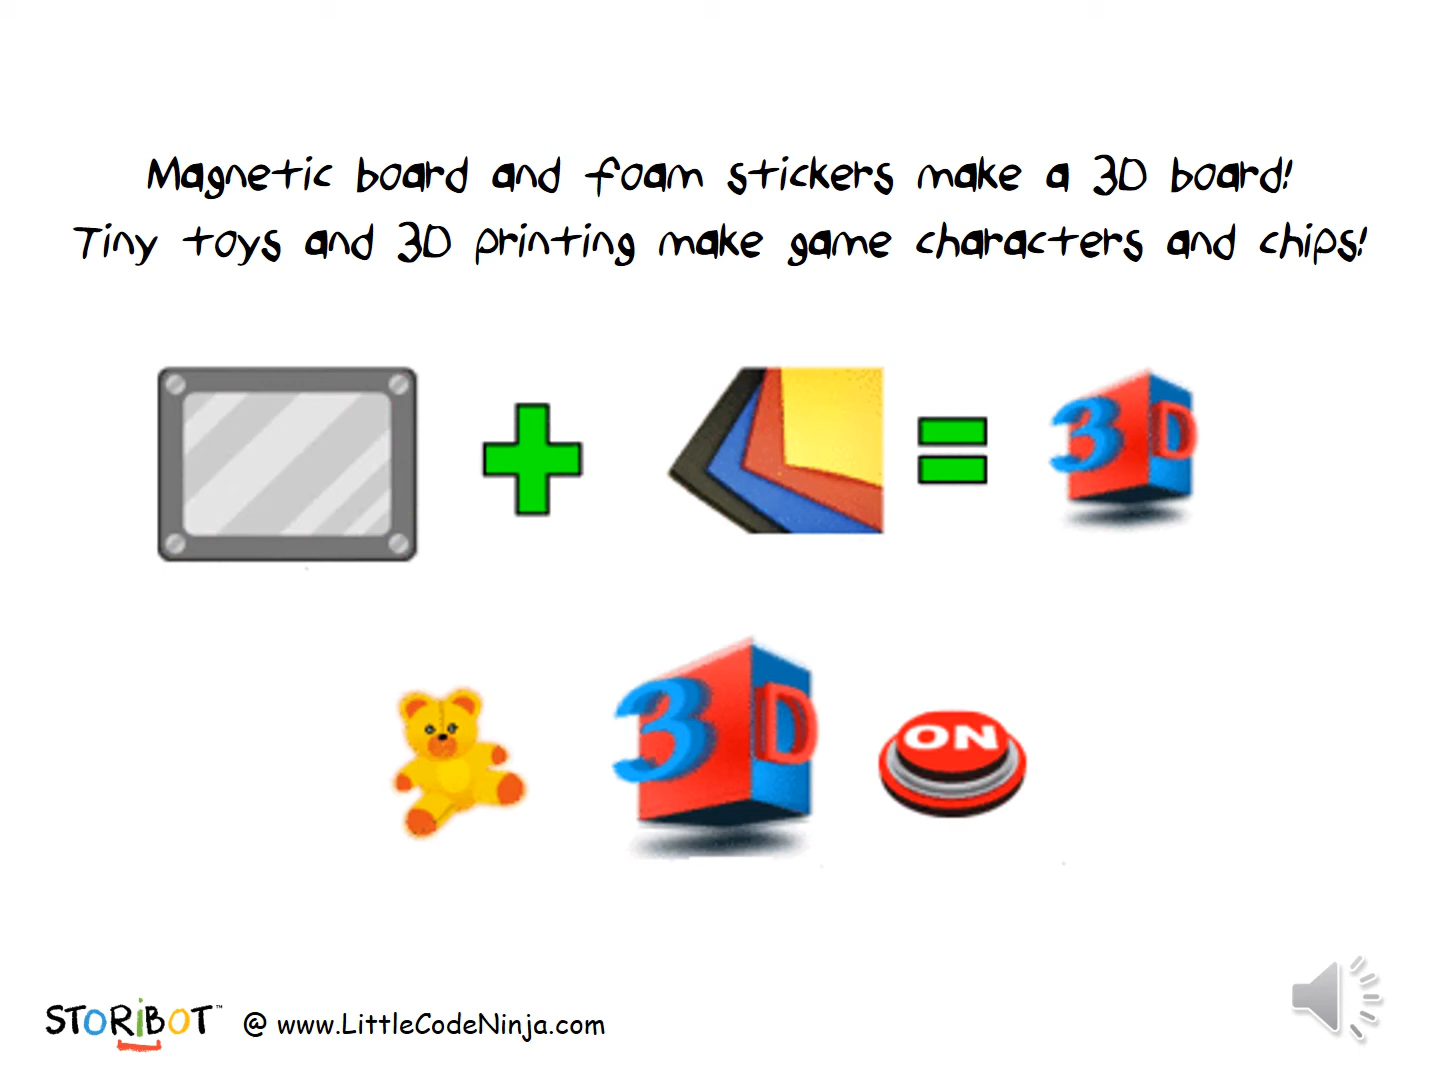 Magnetic board and foam stickers make a 3D board!
Tiny toys and 3D printing make game characters and chips!
3D
3D
ON
STORiBOT™ @ www.LittleCodeNinja.com